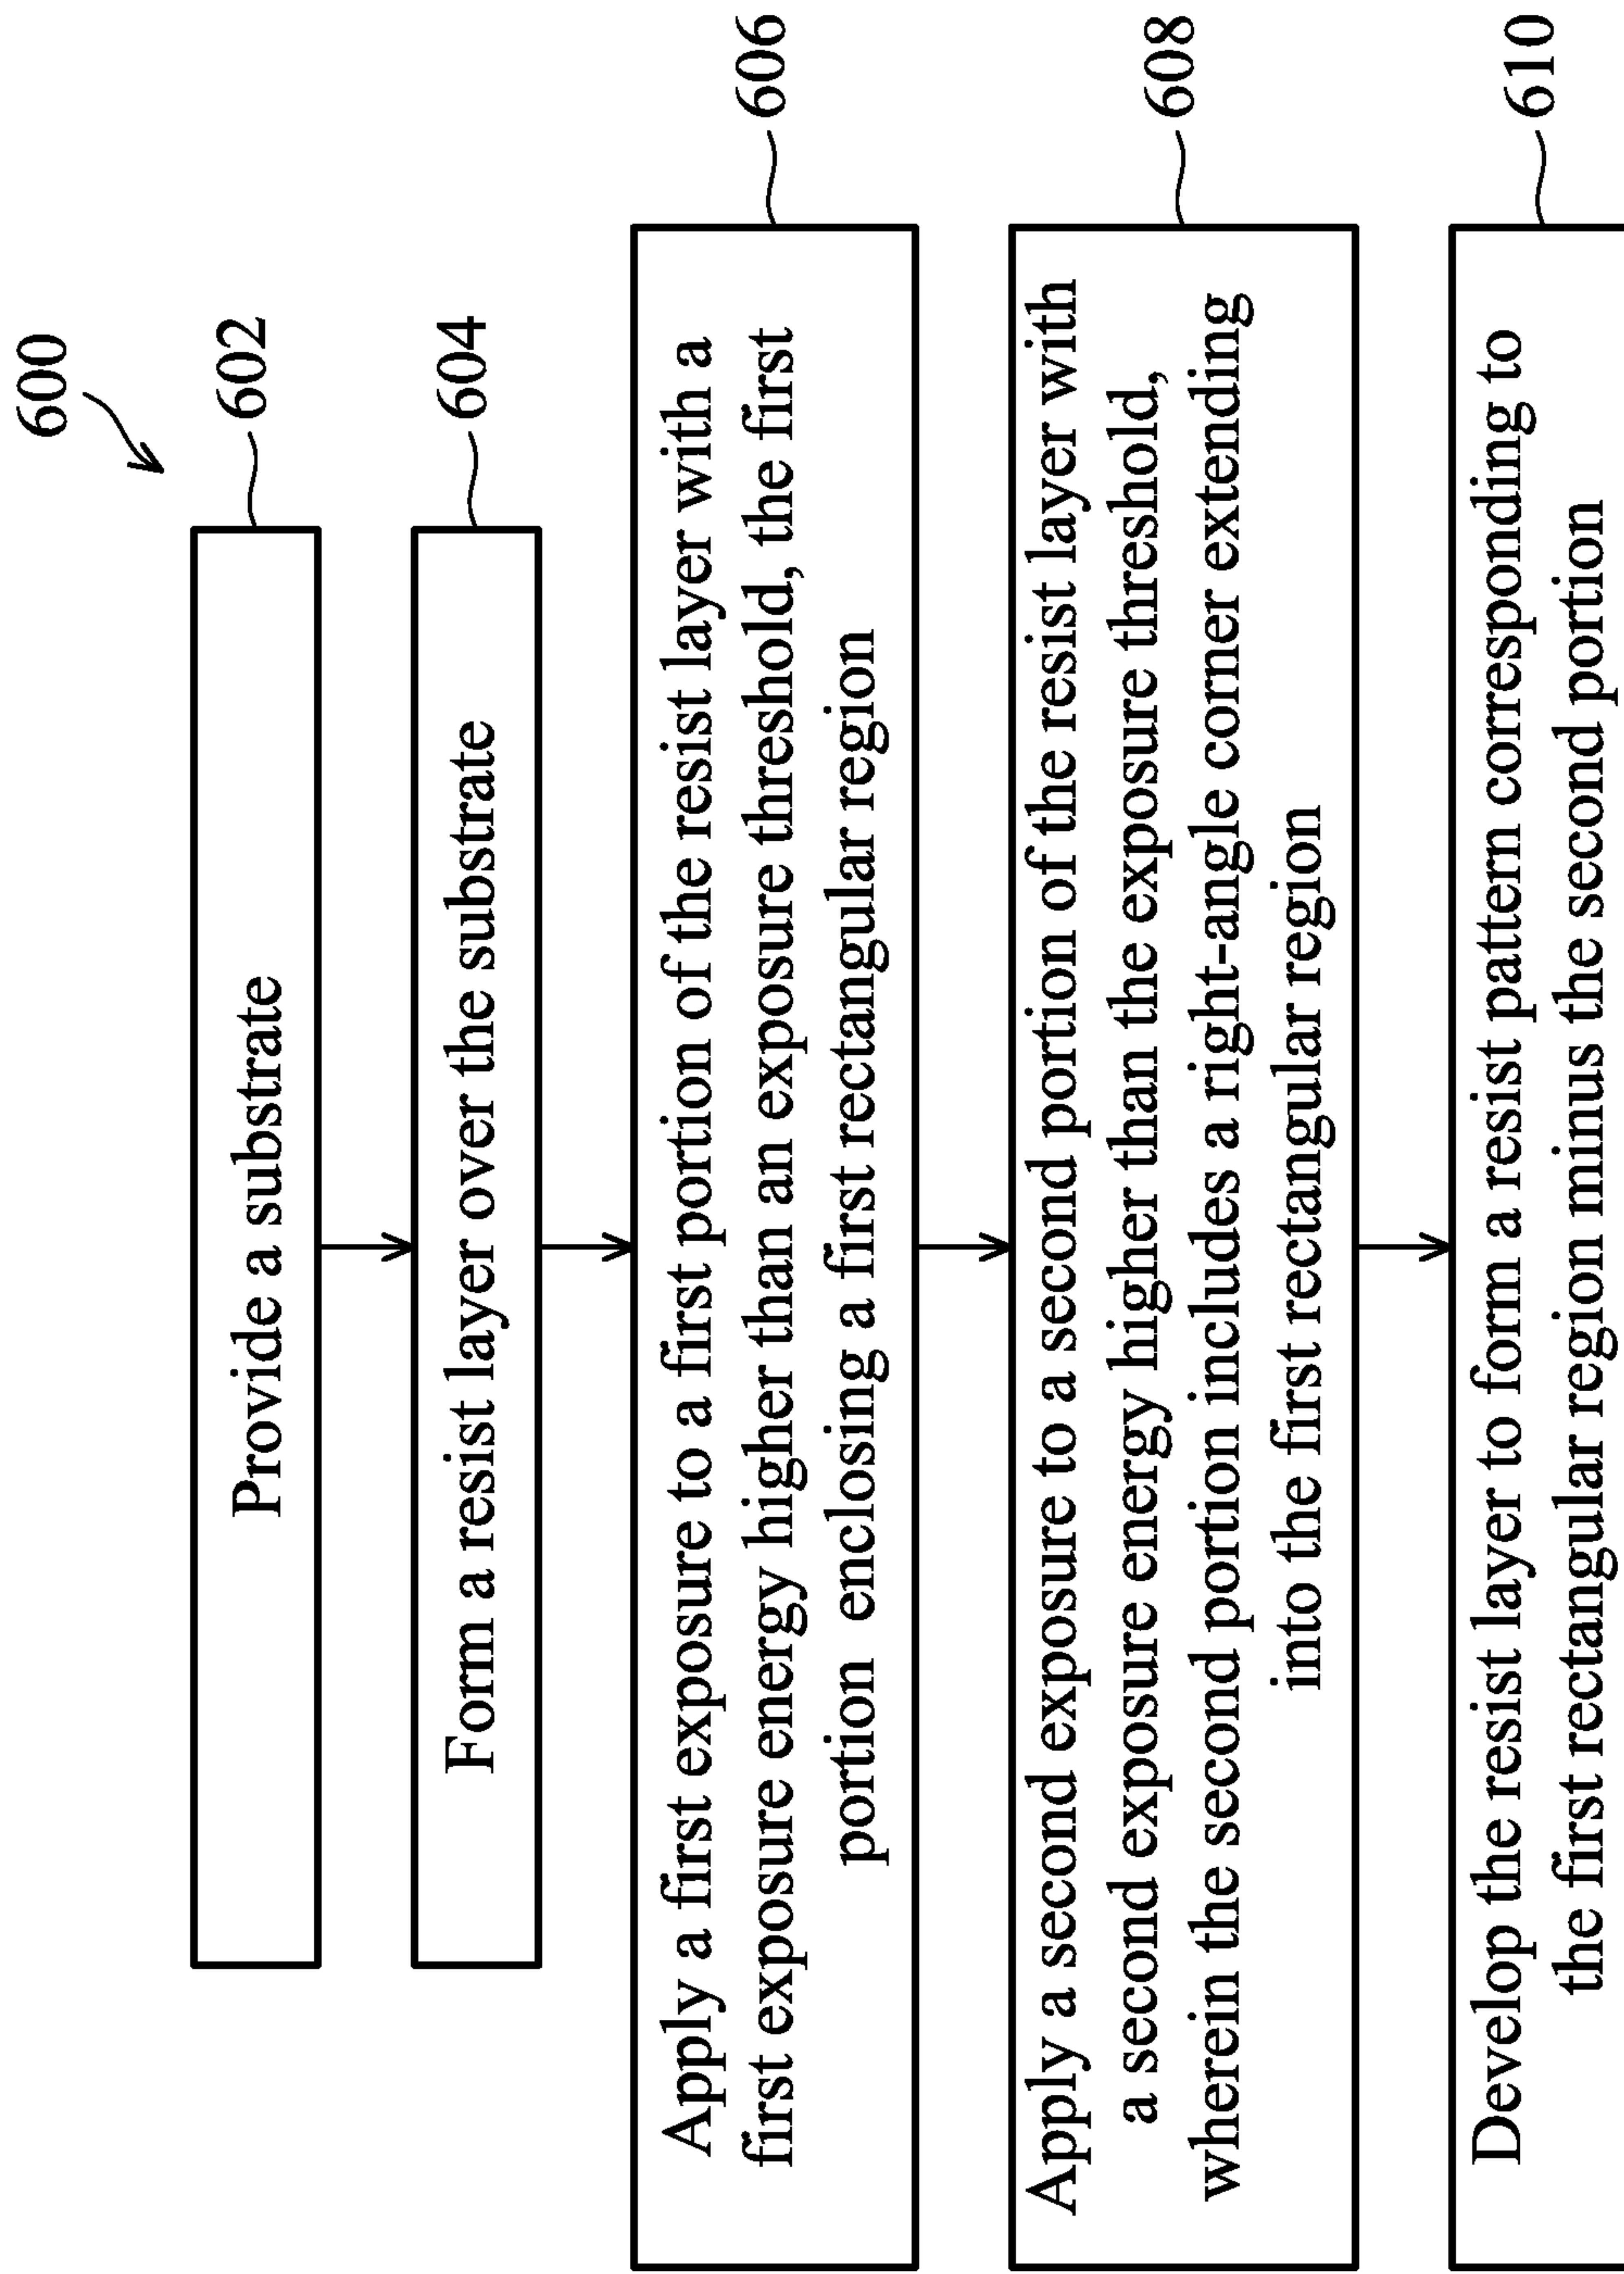 600
602
Provide a substrate
604
Form a resist layer over the substrate
606
Apply a first exposure to a first portion of the resist layer with a
first exposure energy higher than an exposure threshold, the first
portion enclosing a first rectangular region
608
Apply a second exposure to a second portion of the resist layer with
a second exposure energy higher than the exposure threshold,
wherein the second portion includes a right-angle corner extending
into the first rectangular region
610
Develop the resist layer to form a resist pattern corresponding to
the first rectangular region minus the second portion